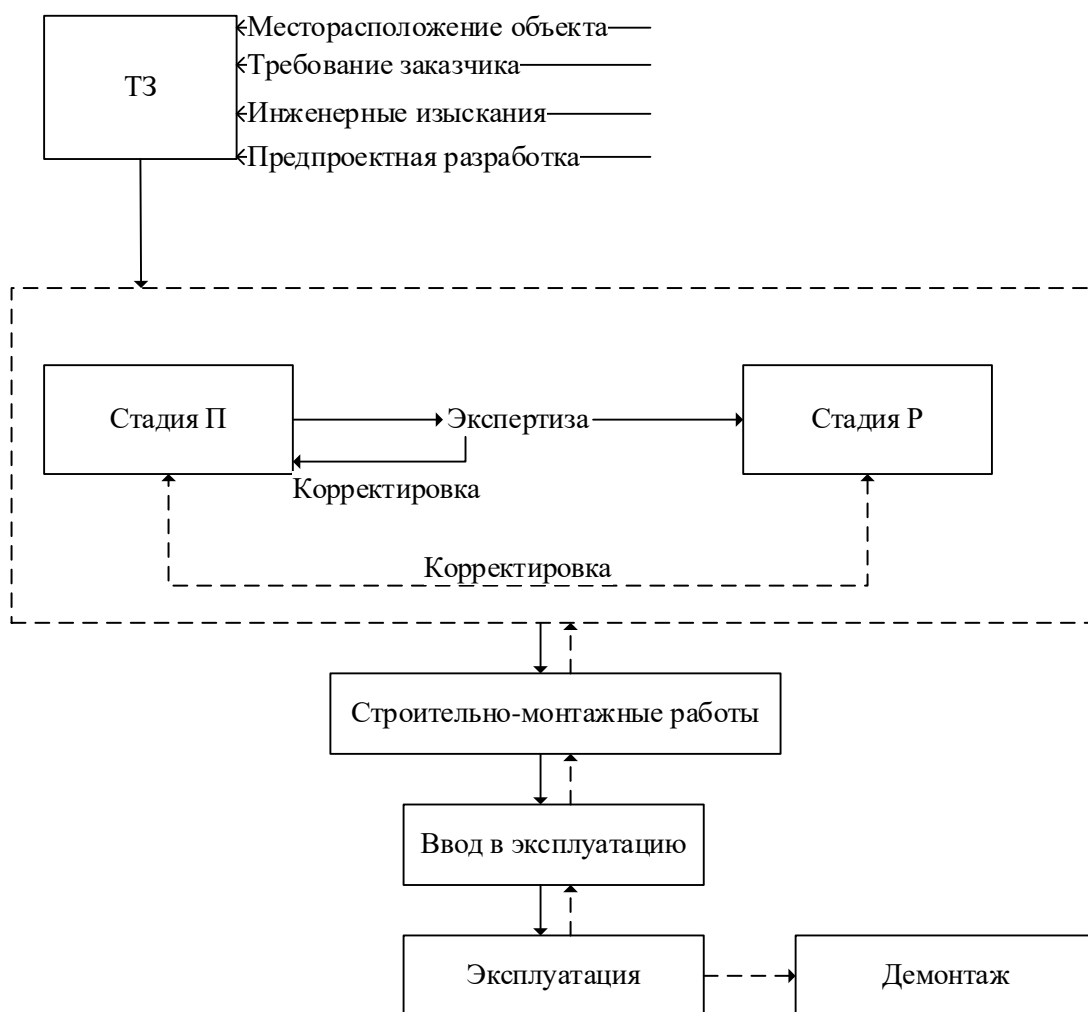 ТЗ
Месторасположение объекта
Требование заказчика
Инженерные изыскания
Предпроектная разработка
Стадия П
Экспертиза
Стадия Р
Корректировка
Корректировка
Строительно-монтажные работы
Ввод в эксплуатацию
Эксплуатация
Демонтаж